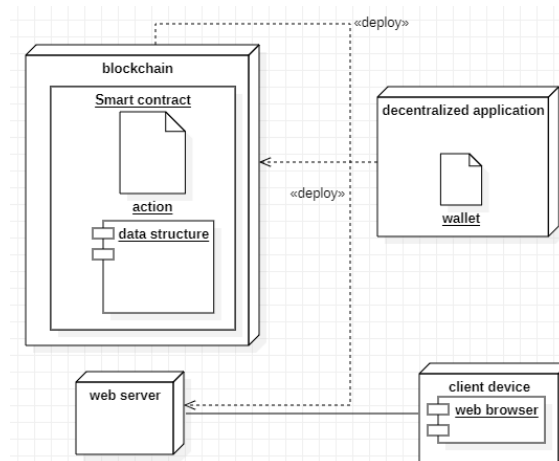 «deploy»
blockchain
Smart contract
decentralized application
«deploy»
action
wallet
data structure
web server
client device
web browser